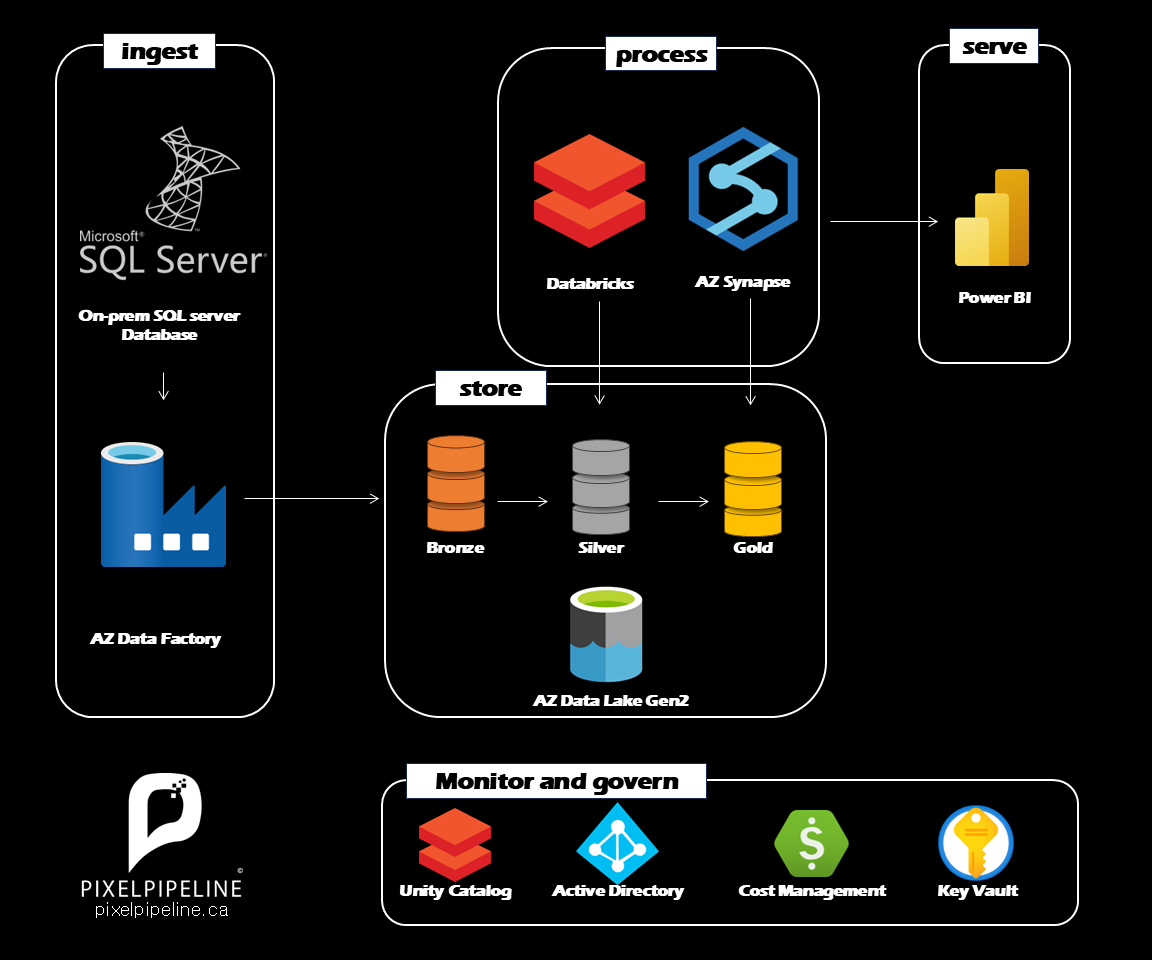 ingest
process
serve
Microsoft®
SQL Server®
On-prem SQL server
Database
Databricks
AZ Synapse
Power BI
store
Bronze
Silver
Gold
AZ Data Factory
AZ Data Lake Gen2
Monitor and govern
Unity Catalog
Active Directory
$
Cost Management
Key Vault
©
PIXELPIPELINE
pixelpipeline.ca